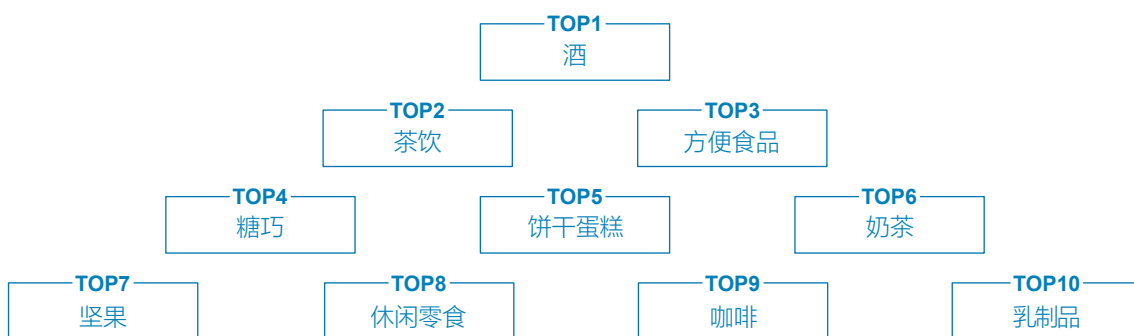 TOP1
酒
TOP2
茶饮
TOP3
方便食品
TOP4
糖巧
TOP5
饼干蛋糕
TOP6
奶茶
TOP7
坚果
TOP8
休闲零食
TOP9
咖啡
TOP10
乳制品